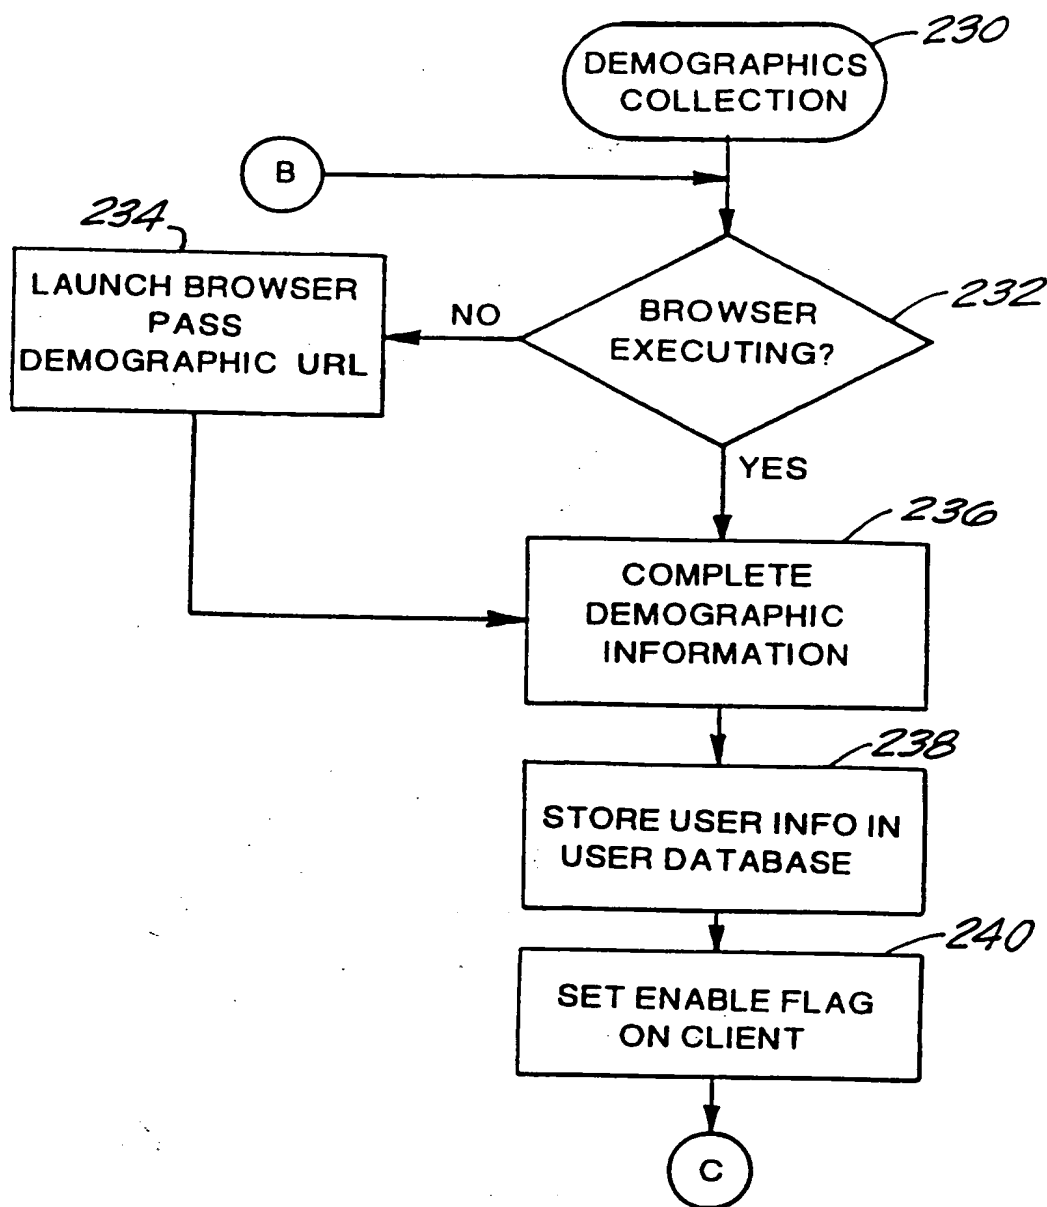 230
DEMOGRAPHICS
COLLECTION
B
234
LAUNCH BROWSER
PASS
DEMOGRAPHIC URL
NO
BROWSER
EXECUTING?
232
YES
236
COMPLETE
DEMOGRAPHIC
INFORMATION
238
STORE USER INFO IN
USER DATABASE
240
SET ENABLE FLAG
ON CLIENT
C